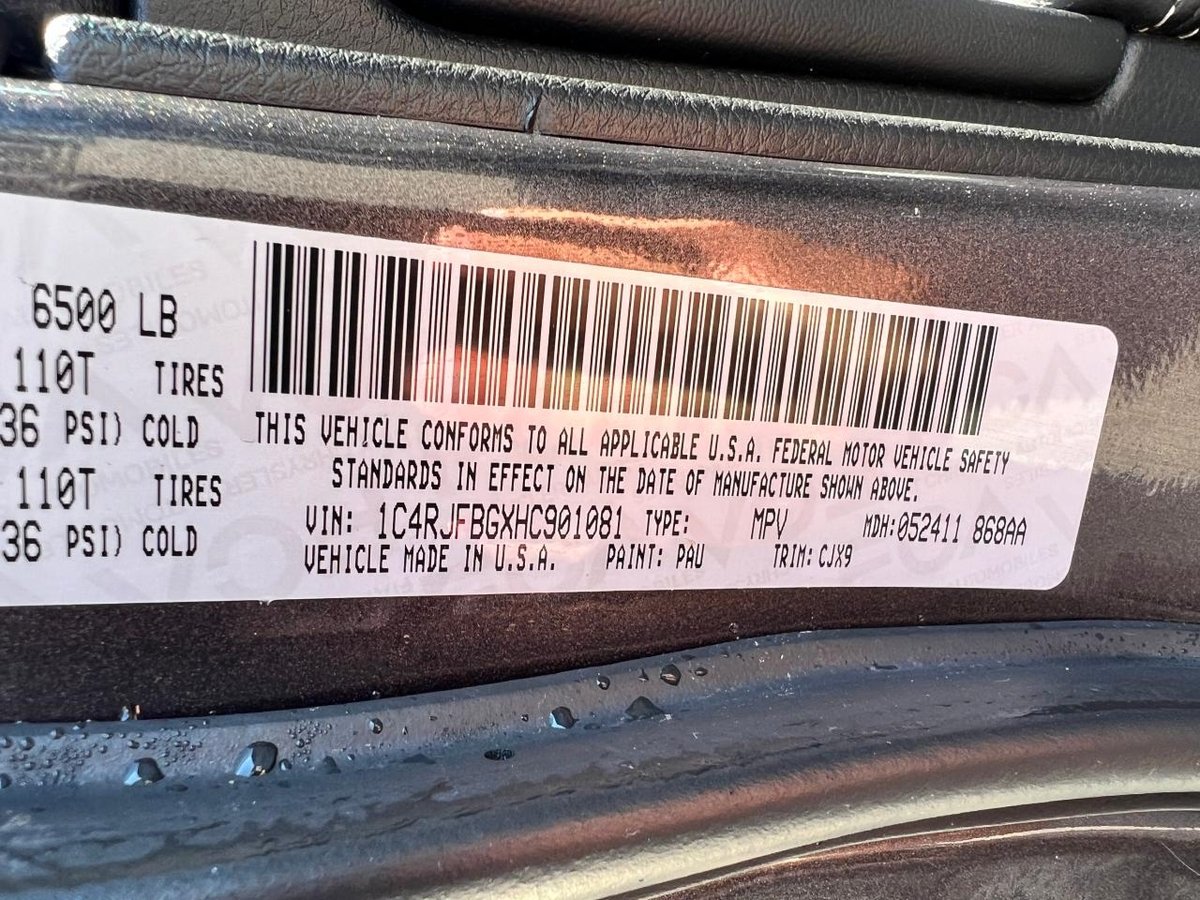 6500 LB
110T TIRES
36 PSI) COLD
110T TIRES
36 PSI) COLD
THIS VEHICLE CONFORMS TO ALL APPLICABLE U.S.A. FEDERAL MOTOR VEHICLE SAFETY
STANDARDS IN EFFECT ON THE DATE OF MANUFACTURE SHOWN ABOVE.
VIN: 1C4RJFBGXHC901081 TYPE: MPV MDH:052411 868AA
VEHICLE MADE IN U.S.A. PAINT: PAU TRIM: CJX9